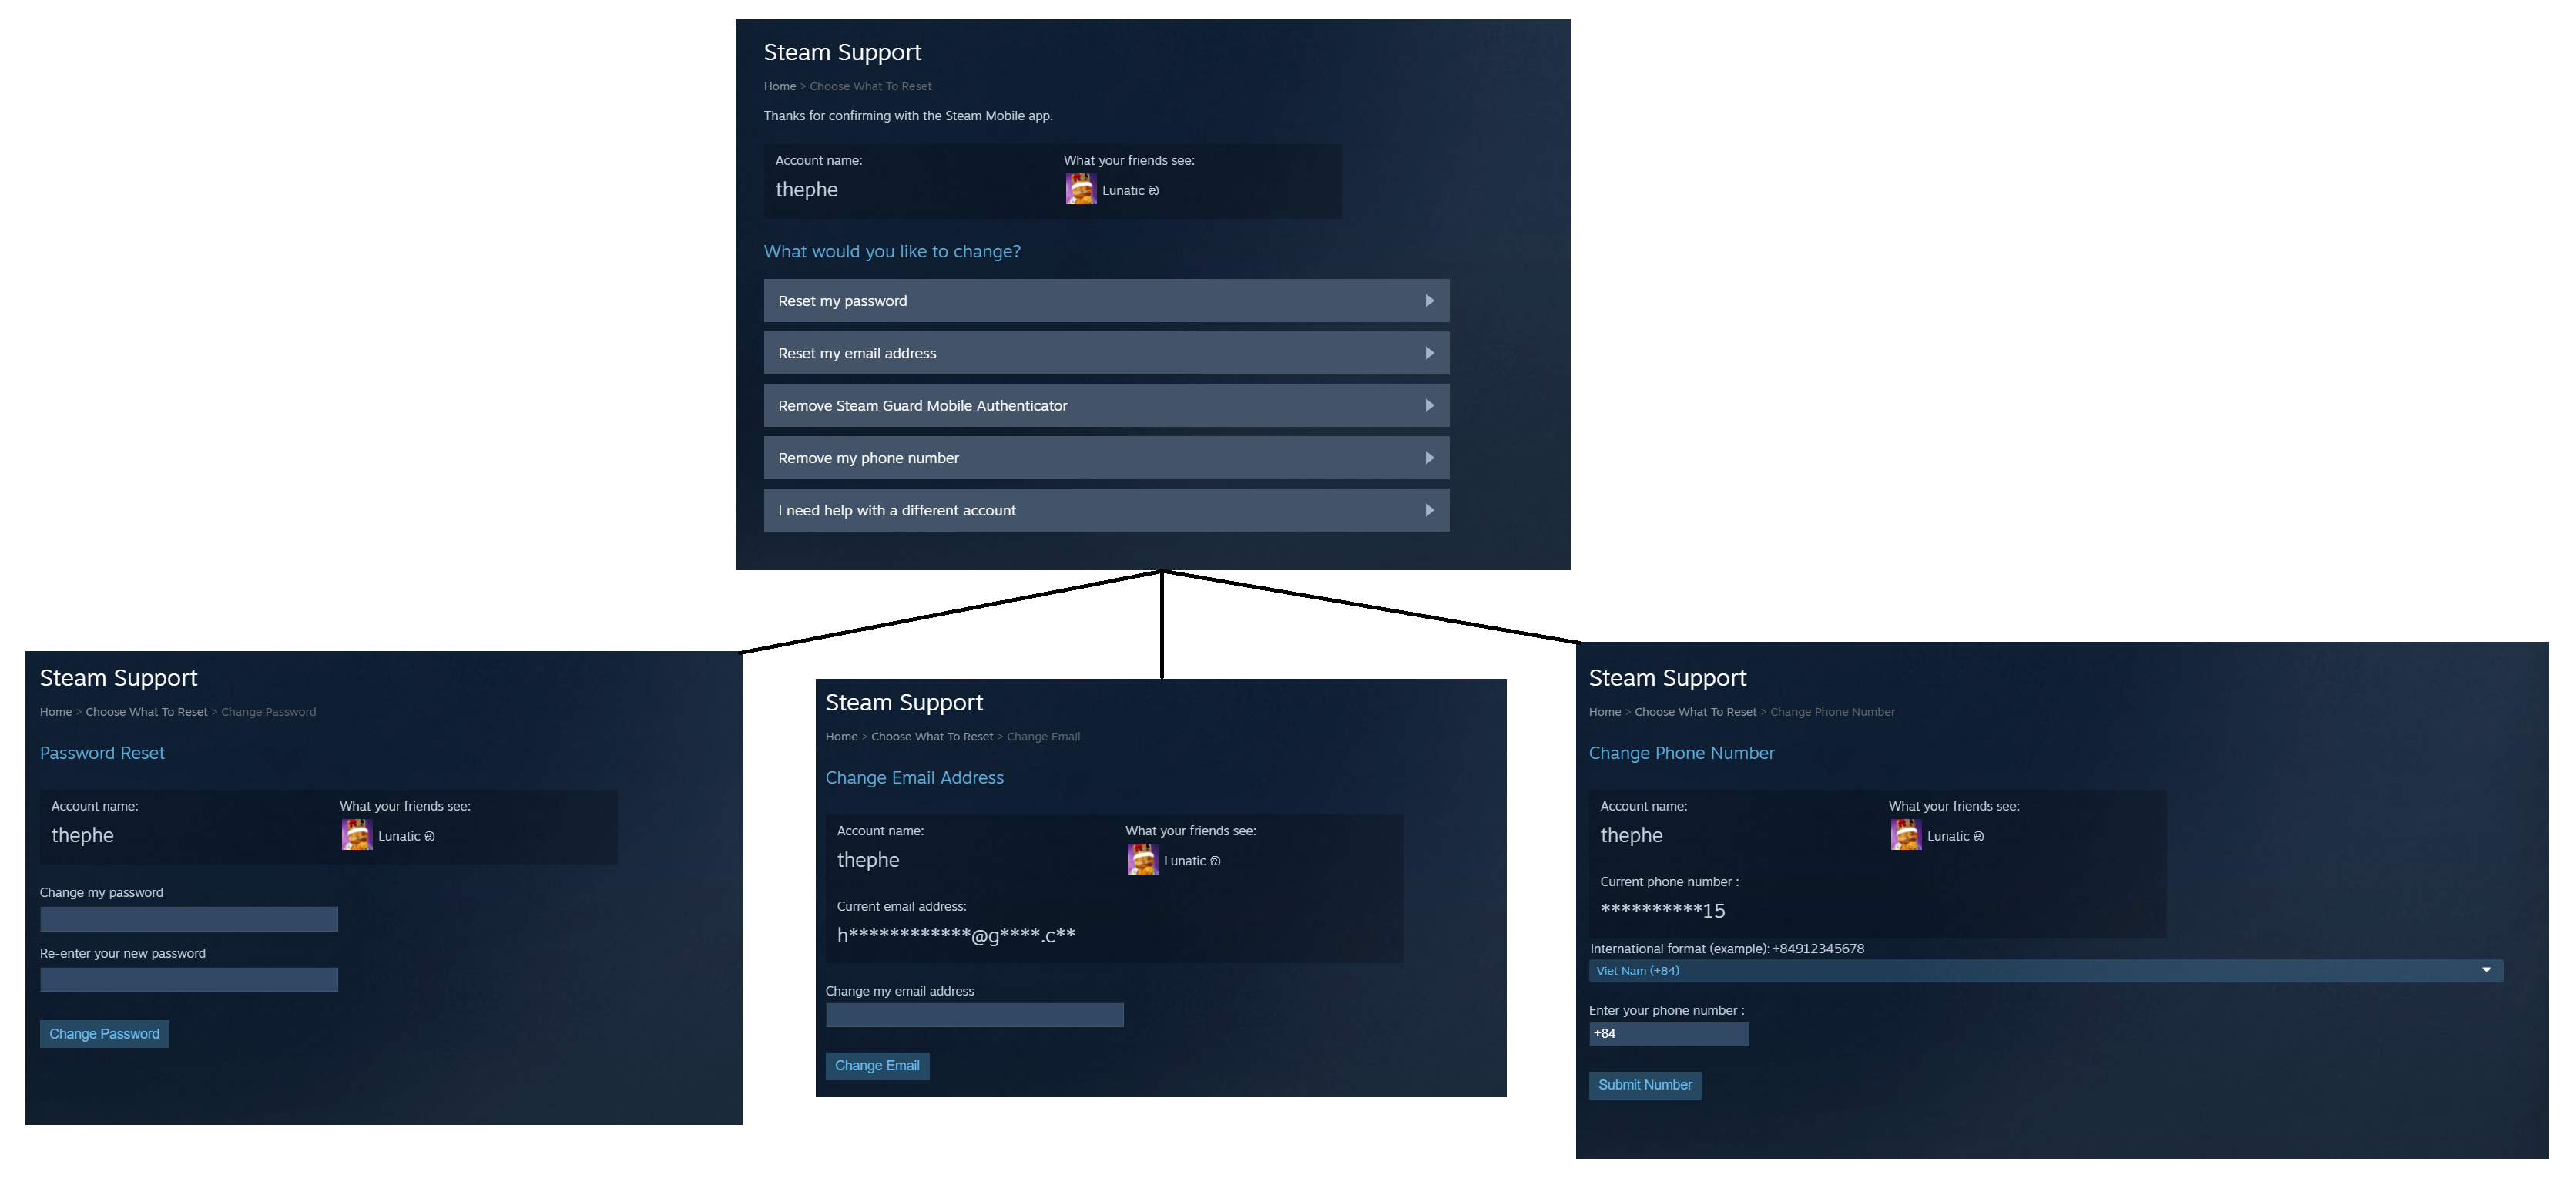 Steam Support
Home > Choose What To Reset
Thanks for confirming with the Steam Mobile app.
Account name: What your friends see:
thephe Lunatic ඞ
What would you like to change?
Reset my password
Reset my email address
Remove Steam Guard Mobile Authenticator
Remove my phone number
I need help with a different account
Steam Support
Home > Choose What To Reset > Change Password
Password Reset
Account name: What your friends see:
thephe Lunatic ඞ
Change my password
Re-enter your new password
Change Password
Steam Support
Home > Choose What To Reset > Change Email
Change Email Address
Account name: What your friends see:
thephe Lunatic ඞ
Current email address:
h************@g****.c**
Change my email address
Change Email
Steam Support
Home > Choose What To Reset > Change Phone Number
Change Phone Number
Account name: What your friends see:
thephe Lunatic ඞ
Current phone number :
**********15
International format (example): +84912345678
Viet Nam (+84)
Enter your phone number :
+84
Submit Number